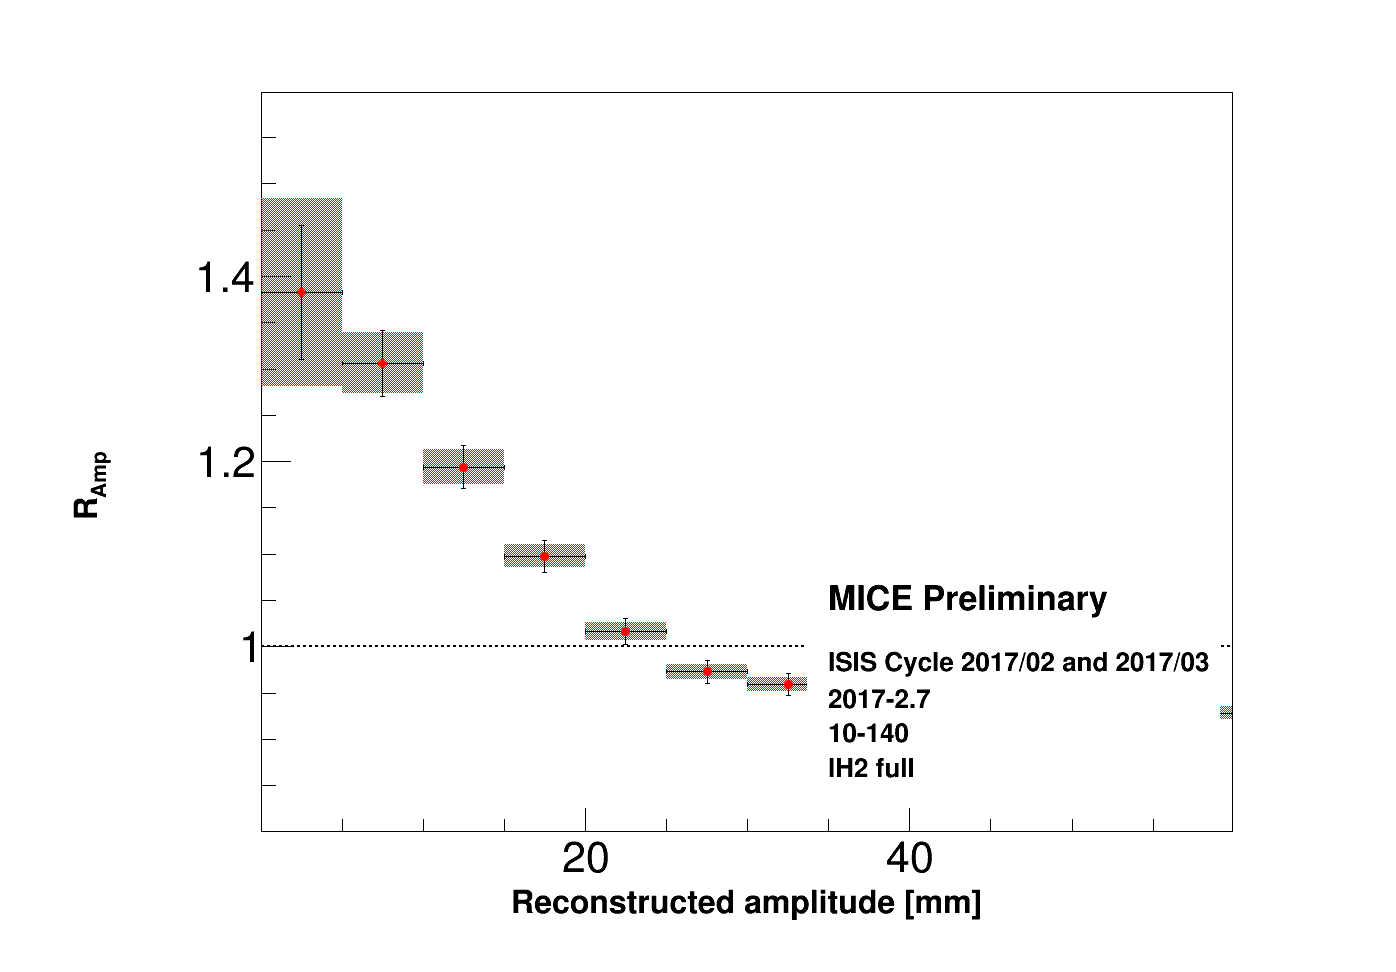 1.4
1.2
1
R_Amp
MICE Preliminary
ISIS Cycle 2017/02 and 2017/03
2017-2.7
10-140
IH2 full
20 40
Reconstructed amplitude [mm]